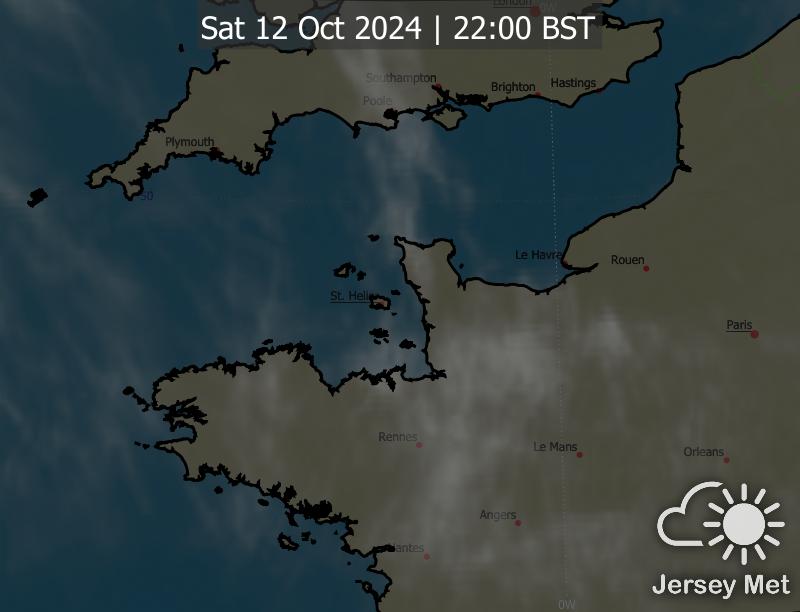 London
0W
Sat 12 Oct 2024 | 22:00 BST
Southampton
Brighton
Hastings
Poole
Plymouth
50
Le Havre
Rouen
St. Helier
Paris
Rennes
Le Mans
Orleans
Angers
Nantes
Jersey Met
0W